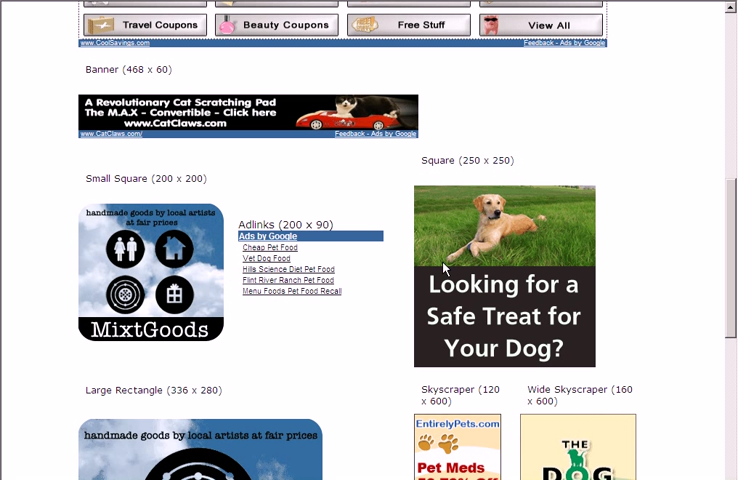 Travel Coupons
Beauty Coupons
Free Stuff
View All
www.CoolSavings.com
Feedback - Ads by Google
Banner (468 x 60)
A Revolutionary Cat Scratching Pad
The M.A.X - Convertible - Click here
www.CatClaws.com
www.CatClaws.com/
Feedback - Ads by Google
Square (250 x 250)
Small Square (200 x 200)
handmade goods by local artists
at fair prices
MixtGoods
Adlinks (200 x 90)
Ads by Google
Cheap Pet Food
Vet Dog Food
Hills Science Diet Pet Food
Flint River Ranch Pet Food
Menu Foods Pet Food Recall
Looking for a
Safe Treat for
Your Dog?
Large Rectangle (336 x 280)
Skyscraper (120
x 600)
Wide Skyscraper (160
x 600)
handmade goods by local artists at fair prices
EntirelyPets.com
Pet Meds
THE